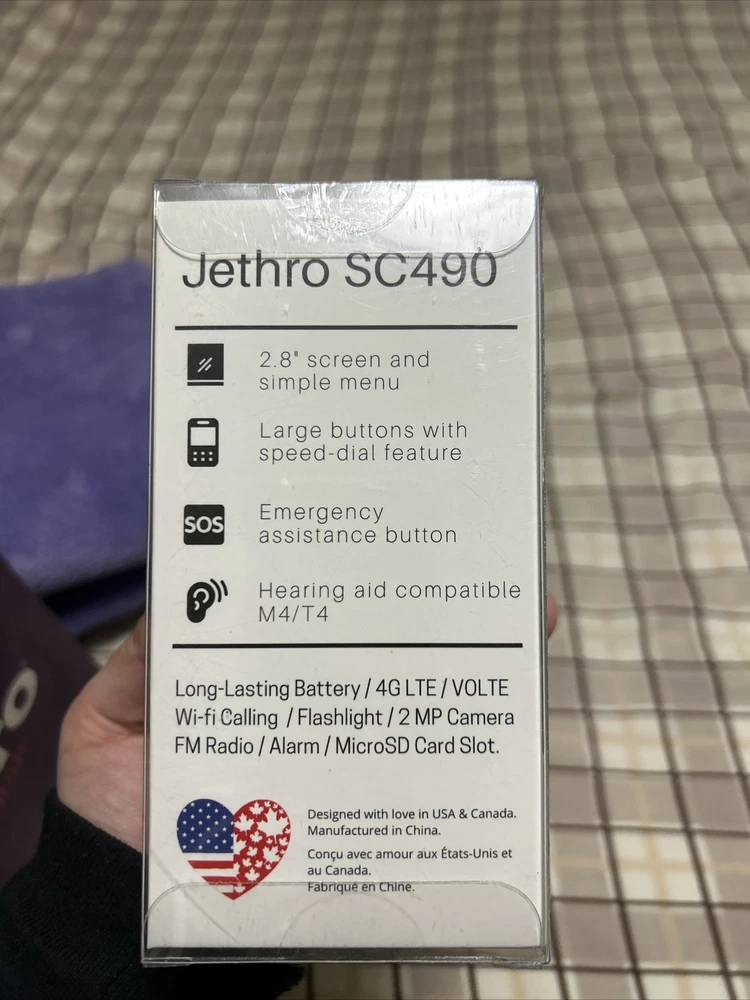 Jethro SC490
2.8" screen and
simple menu
Large buttons with
speed-dial feature
SOS
Emergency
assistance button
Hearing aid compatible
M4/T4
Long-Lasting Battery / 4G LTE / VOLTE
Wi-fi Calling / Flashlight / 2 MP Camera
FM Radio / Alarm / MicroSD Card Slot.
Designed with love in USA & Canada.
Manufactured in China.
Conçu avec amour aux États-Unis et
au Canada.
Fabriqué en Chine.